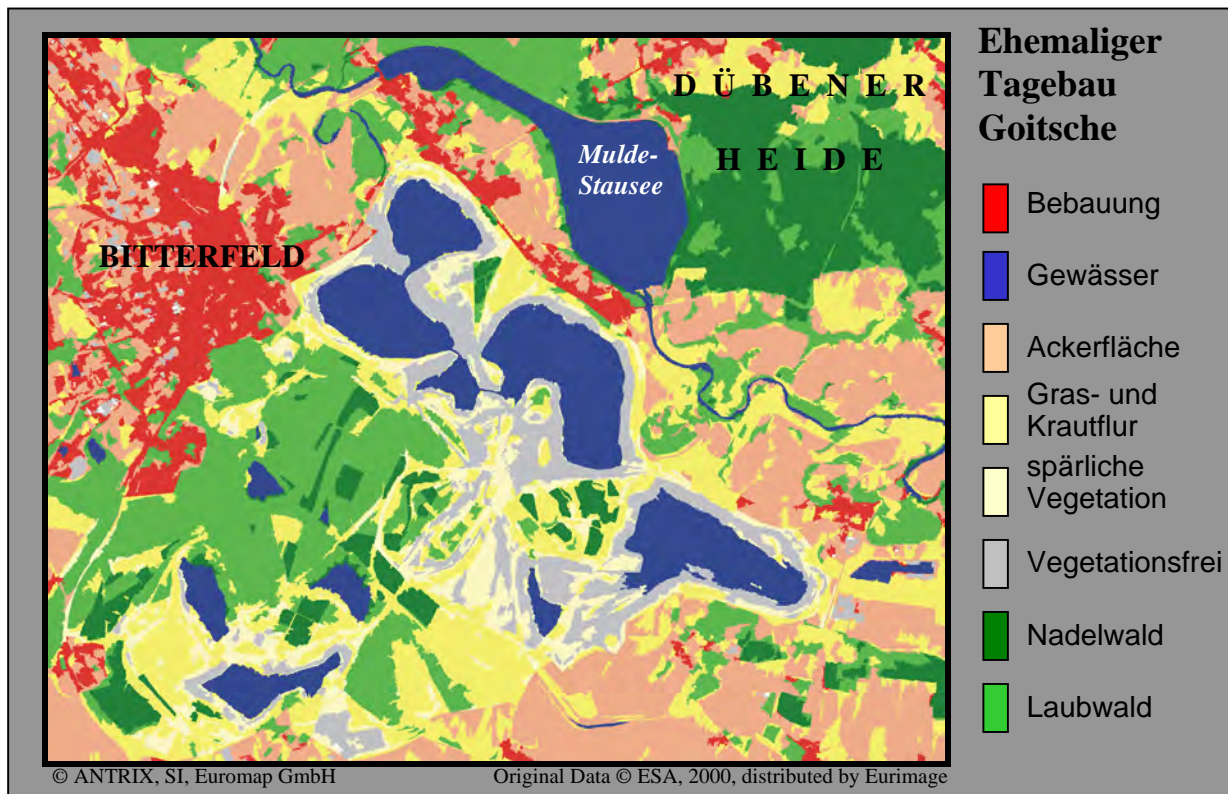 Ehemaliger
Tagebau
Goitsche
DÜBENER
HEIDE
Mulde-
Stausee
BITTERFELD
Bebauung
Gewässer
Ackerfläche
Gras- und
Krautflur
spärliche
Vegetation
Vegetationsfrei
Nadelwald
Laubwald
© ANTRIX, SI, Euromap GmbH
Original Data © ESA, 2000, distributed by Eurimage